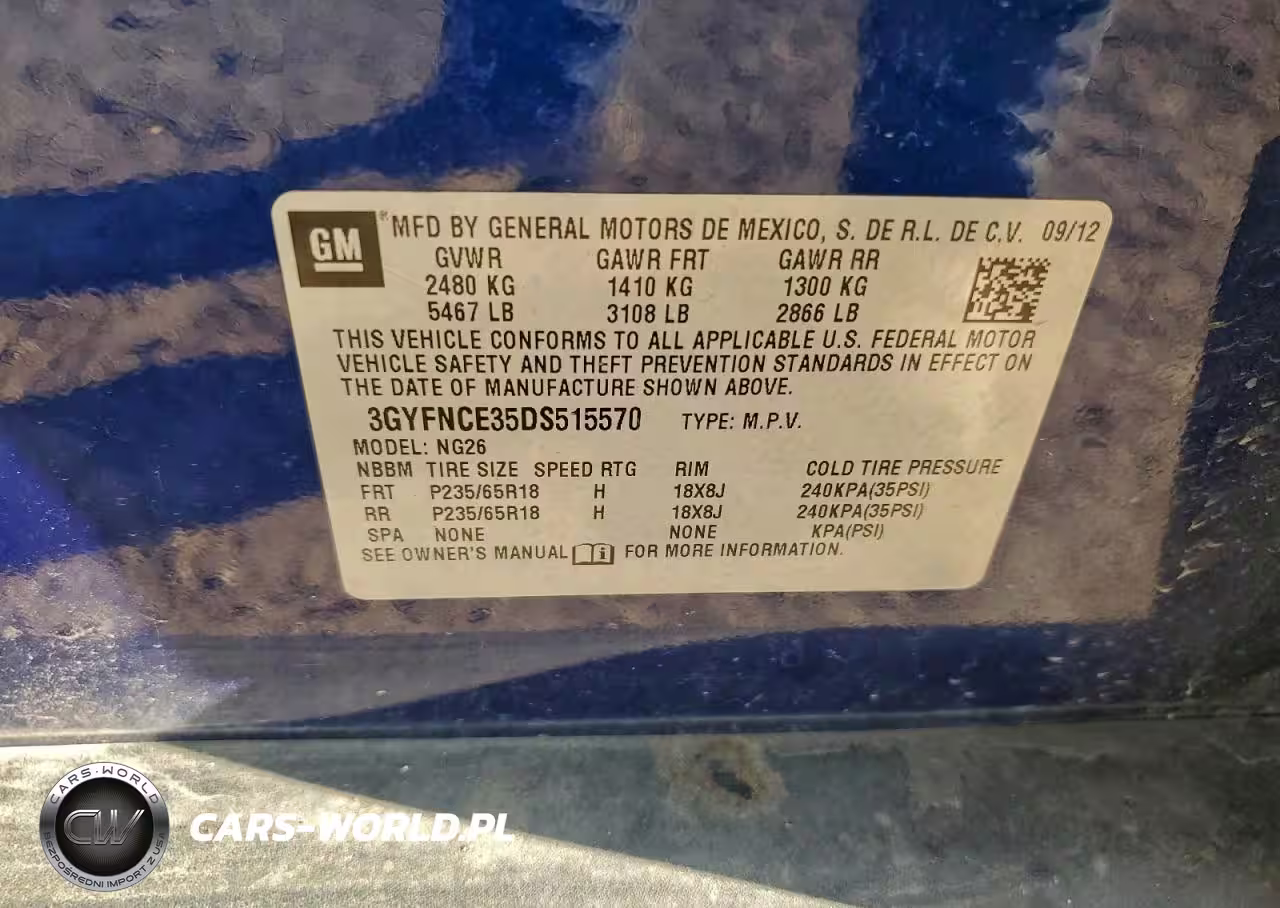 GM ® MFD BY GENERAL MOTORS DE MEXICO, S. DE R.L. DE C.V. 09/12
GVWR GAWR FRT GAWR RR
2480 KG 1410 KG 1300 KG
5467 LB 3108 LB 2866 LB
THIS VEHICLE CONFORMS TO ALL APPLICABLE U.S. FEDERAL MOTOR
VEHICLE SAFETY AND THEFT PREVENTION STANDARDS IN EFFECT ON
THE DATE OF MANUFACTURE SHOWN ABOVE.
3GYFNCE35DS515570 TYPE: M.P.V.
MODEL: NG26
NBBM TIRE SIZE SPEED RTG RIM COLD TIRE PRESSURE
FRT P235/65R18 H 18X8J 240KPA(35PSI)
RR P235/65R18 H 18X8J 240KPA(35PSI)
SPA NONE NONE KPA(PSI)
SEE OWNER'S MANUAL FOR MORE INFORMATION.
CARS-WORLD
CW
BEZPOŚREDNI IMPORT Z USA
CARS-WORLD.PL